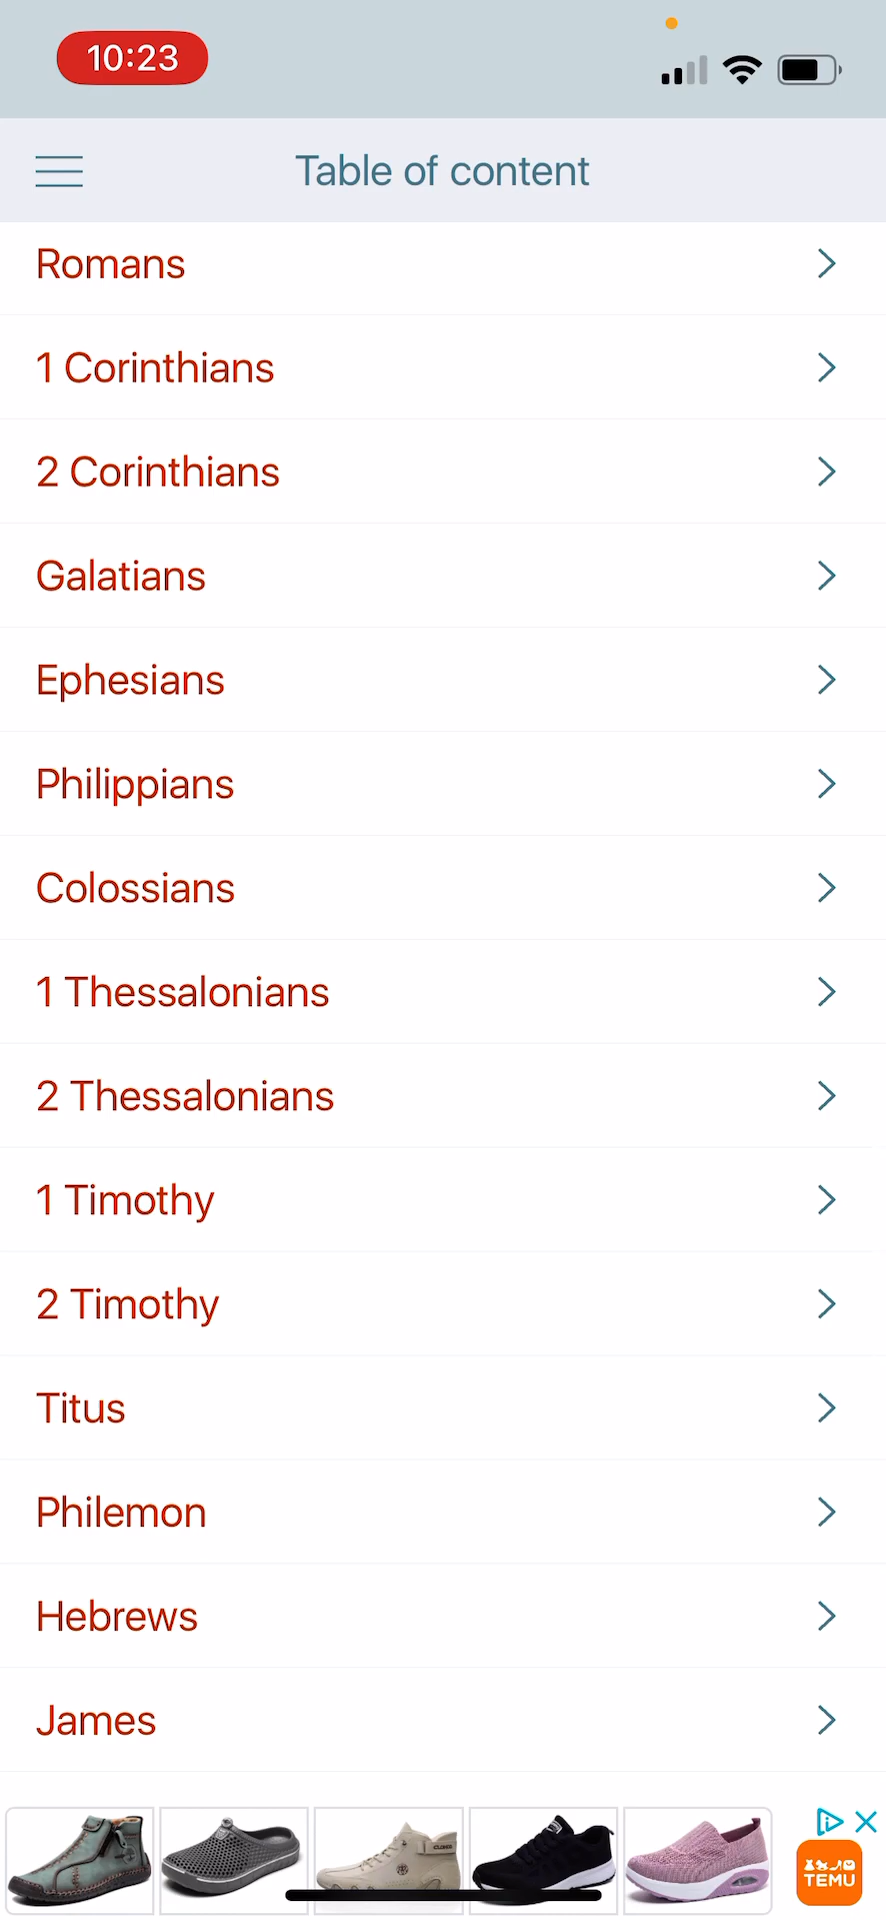 10:23
Table of content
Romans
1 Corinthians
2 Corinthians
Galatians
Ephesians
Philippians
Colossians
1 Thessalonians
2 Thessalonians
1 Timothy
2 Timothy
Titus
Philemon
Hebrews
James
TEMU